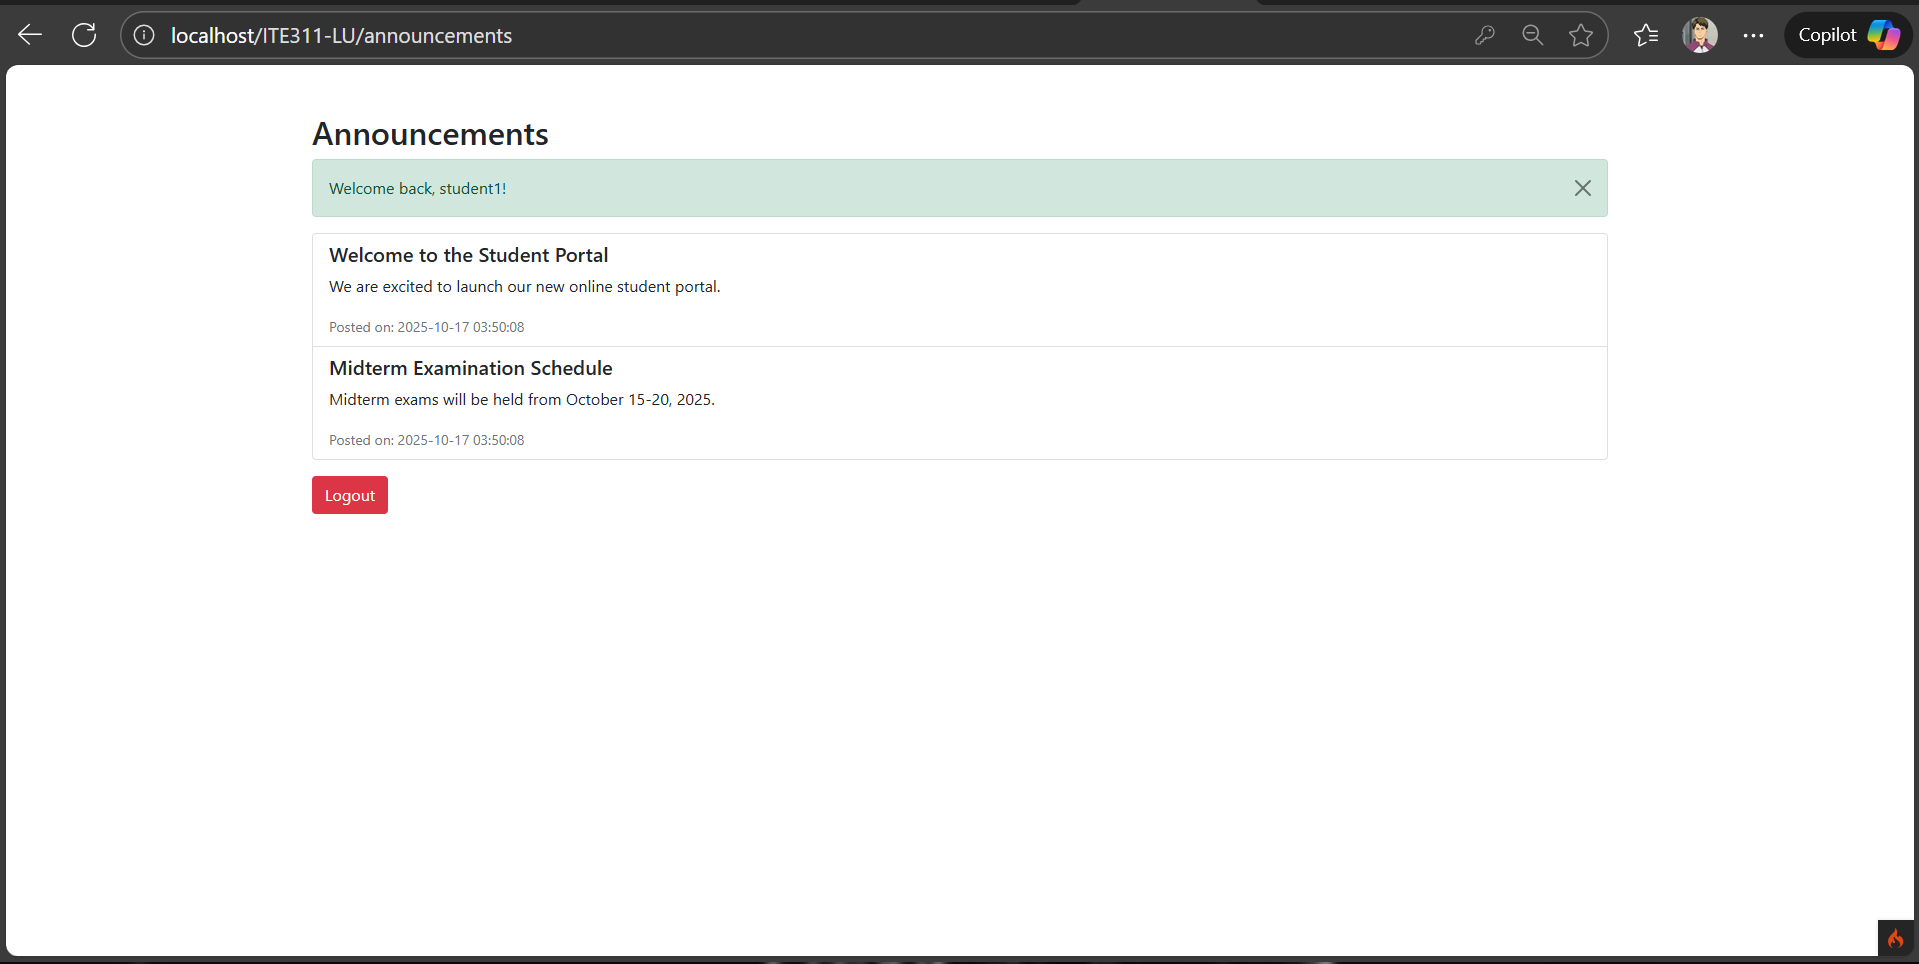 localhost/ITE311-LU/announcements
Copilot
Announcements
Welcome back, student1!
Welcome to the Student Portal
We are excited to launch our new online student portal.
Posted on: 2025-10-17 03:50:08
Midterm Examination Schedule
Midterm exams will be held from October 15-20, 2025.
Posted on: 2025-10-17 03:50:08
Logout